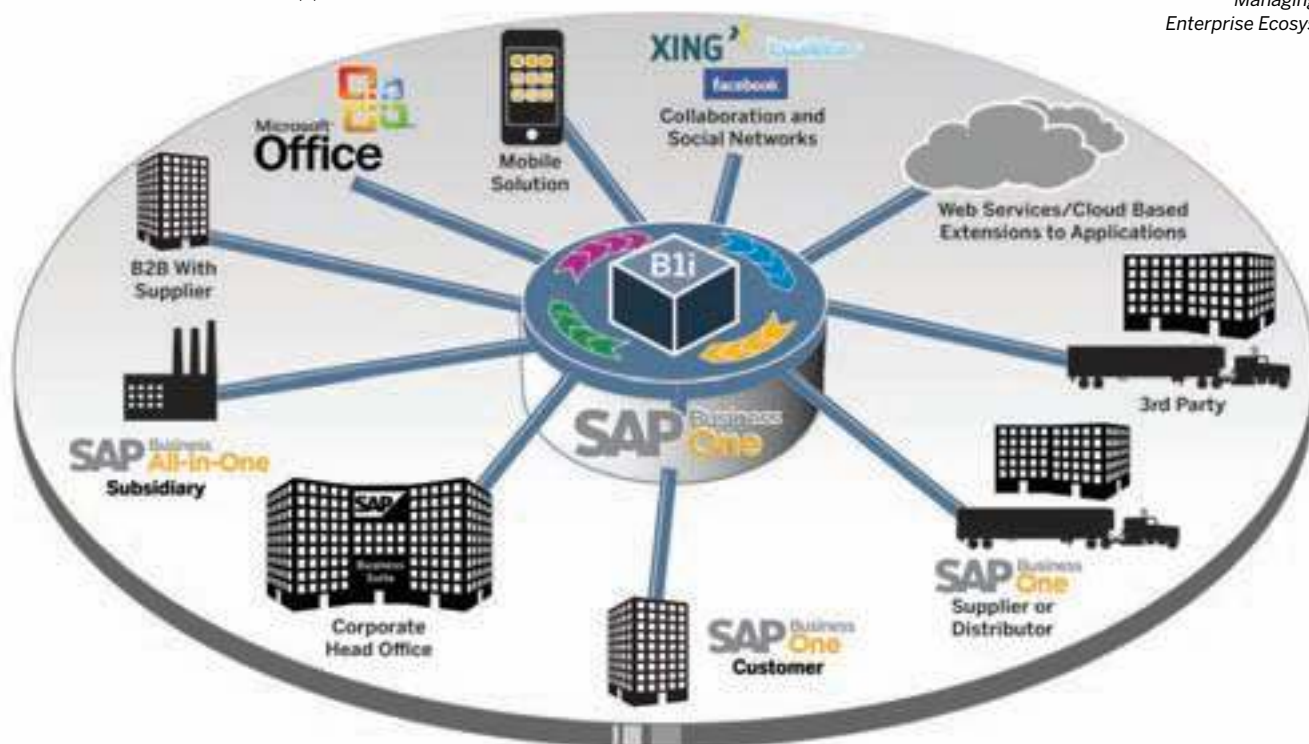 Managing
Enterprise Ecosys
XING
facebook
Collaboration and
Social Networks
Microsoft
Office
Mobile
Solution
Web Services/Cloud Based
Extensions to Applications
B2B With
Supplier
B1i
3rd Party
SAP Business
All-in-One
Subsidiary
SAP Business
One
SAP
Business
Suite
Corporate
Head Office
SAP Business
One
Customer
SAP Business
One
Supplier or
Distributor